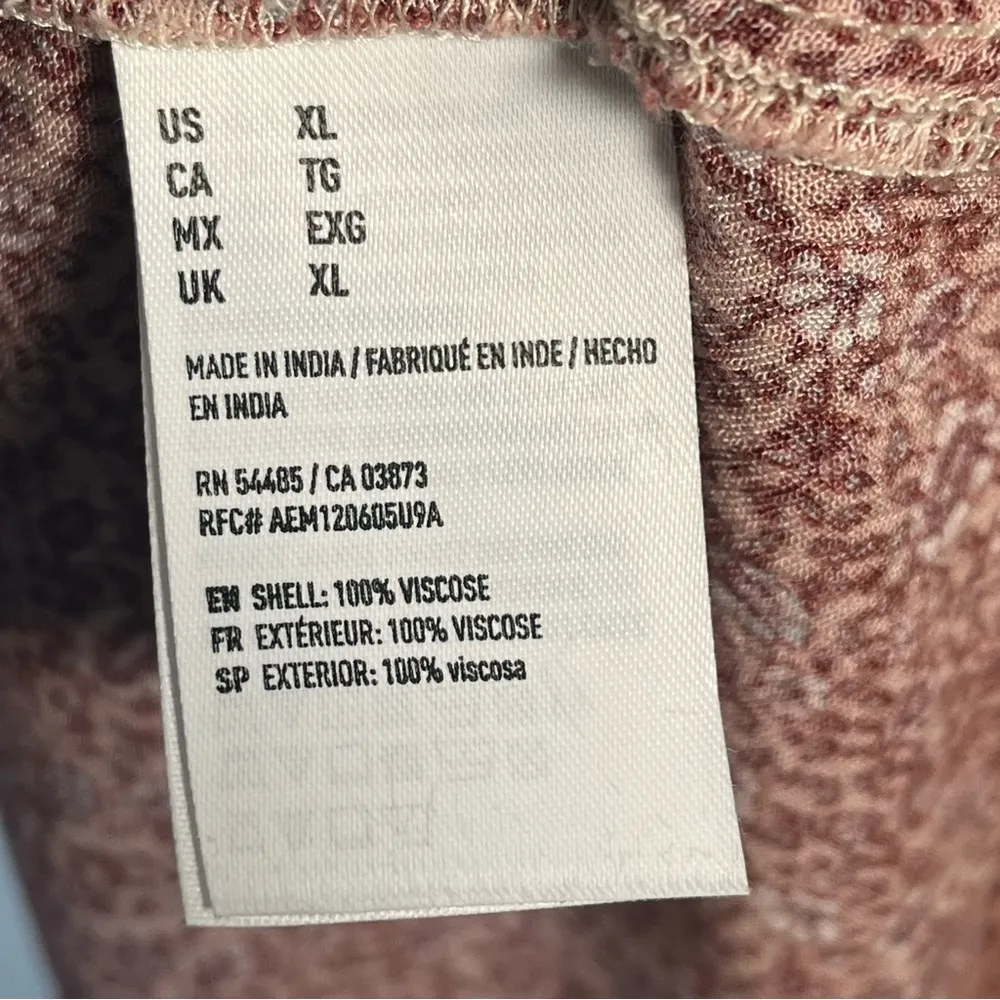 US XL
CA TG
MX EXG
UK XL
MADE IN INDIA / FABRIQUÉ EN INDE / HECHO
EN INDIA
RN 54485 / CA 03873
RFC# AEM120605U9A
EN SHELL: 100% VISCOSE
FR EXTÉRIEUR: 100% VISCOSE
SP EXTERIOR: 100% viscosa